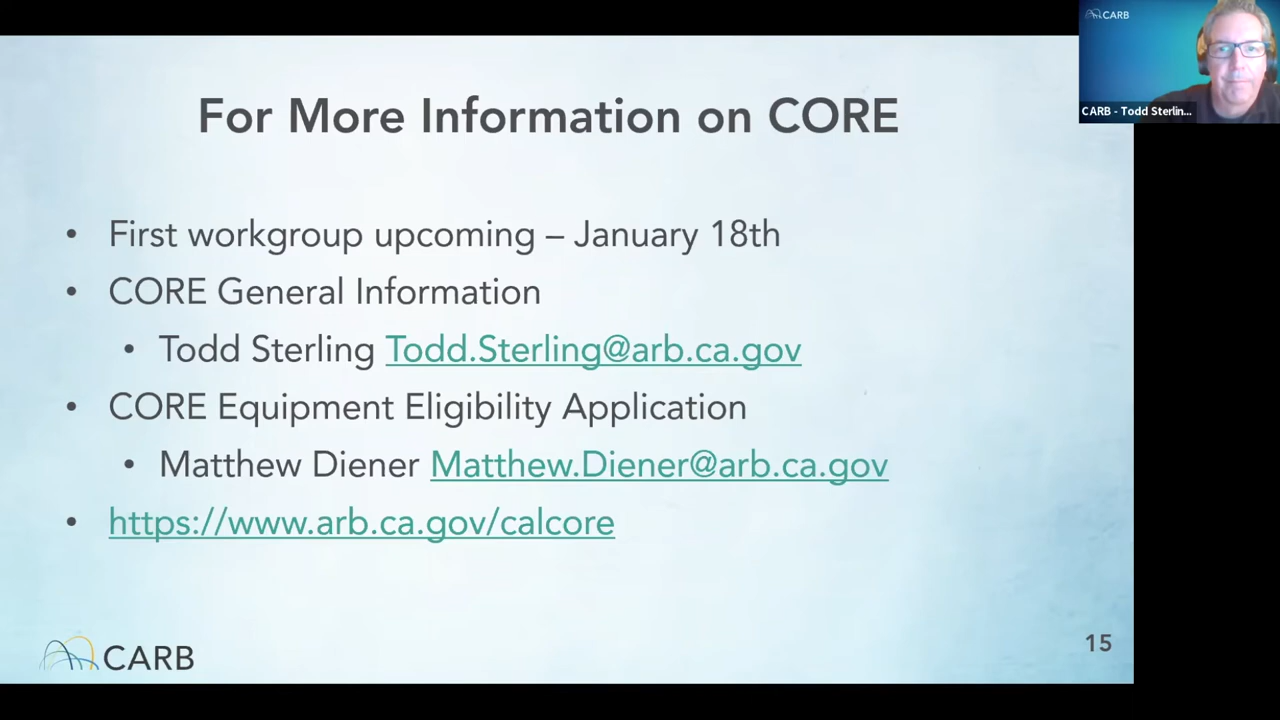 CARB
CARB - Todd Sterlin...
For More Information on CORE
• First workgroup upcoming – January 18th
• CORE General Information
• Todd Sterling Todd.Sterling@arb.ca.gov
• CORE Equipment Eligibility Application
• Matthew Diener Matthew.Diener@arb.ca.gov
• https://www.arb.ca.gov/calcore
CARB
15